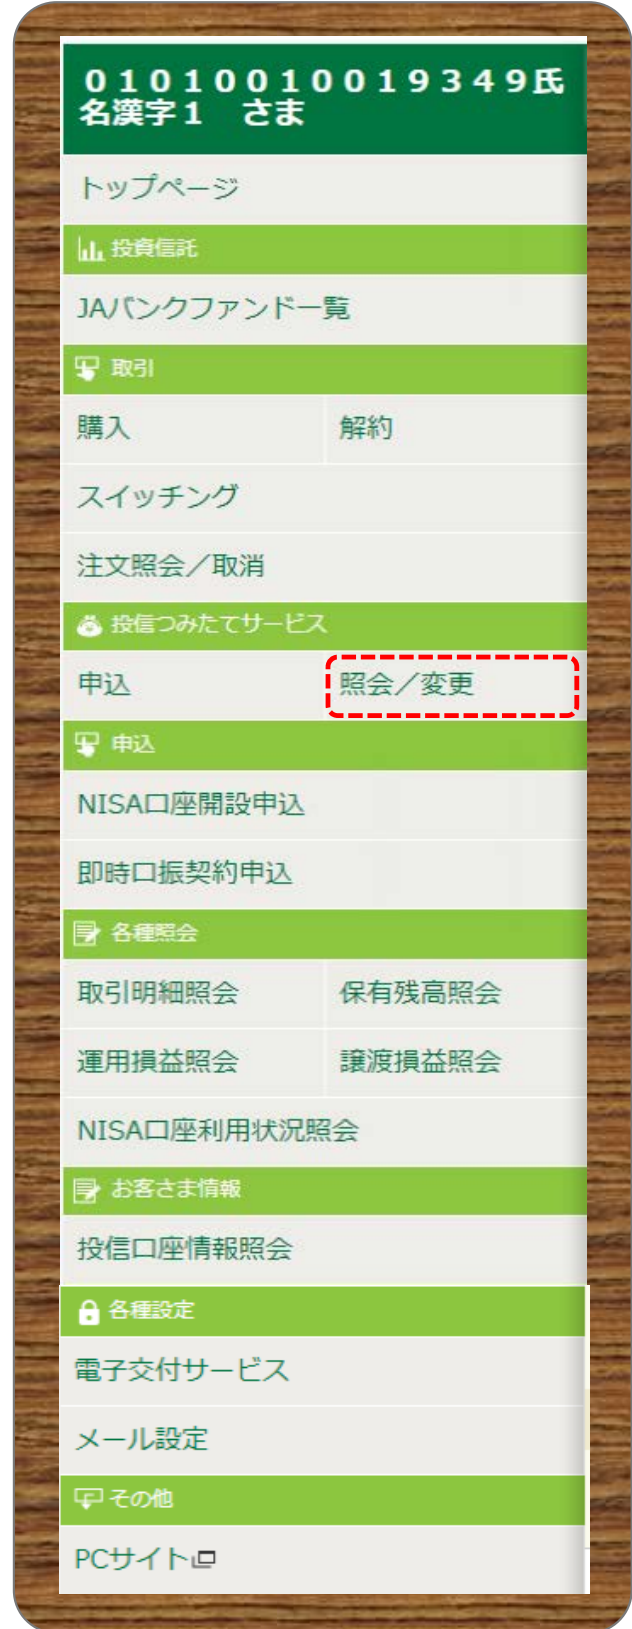 ０１０１００１００１９３４９氏
名漢字１　さま
トップページ
投資信託
JAバンクファンド一覧
取引
購入　解約
スイッチング
注文照会／取消
投信つみたてサービス
申込　照会／変更
申込
NISA口座開設申込
即時口振契約申込
各種照会
取引明細照会　保有残高照会
運用損益照会　譲渡損益照会
NISA口座利用状況照会
お客さま情報
投信口座情報照会
各種設定
電子交付サービス
メール設定
その他
PCサイト